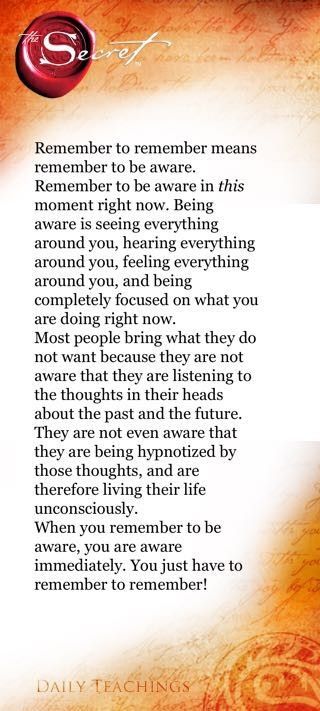 the Secret™
Remember to remember means
remember to be aware.
Remember to be aware in this
moment right now. Being
aware is seeing everything
around you, hearing everything
around you, feeling everything
around you, and being
completely focused on what you
are doing right now.
Most people bring what they do
not want because they are not
aware that they are listening to
the thoughts in their heads
about the past and the future.
They are not even aware that
they are being hypnotized by
those thoughts, and are
therefore living their life
unconsciously.
When you remember to be
aware, you are aware
immediately. You just have to
remember to remember!
DAILY TEACHINGS